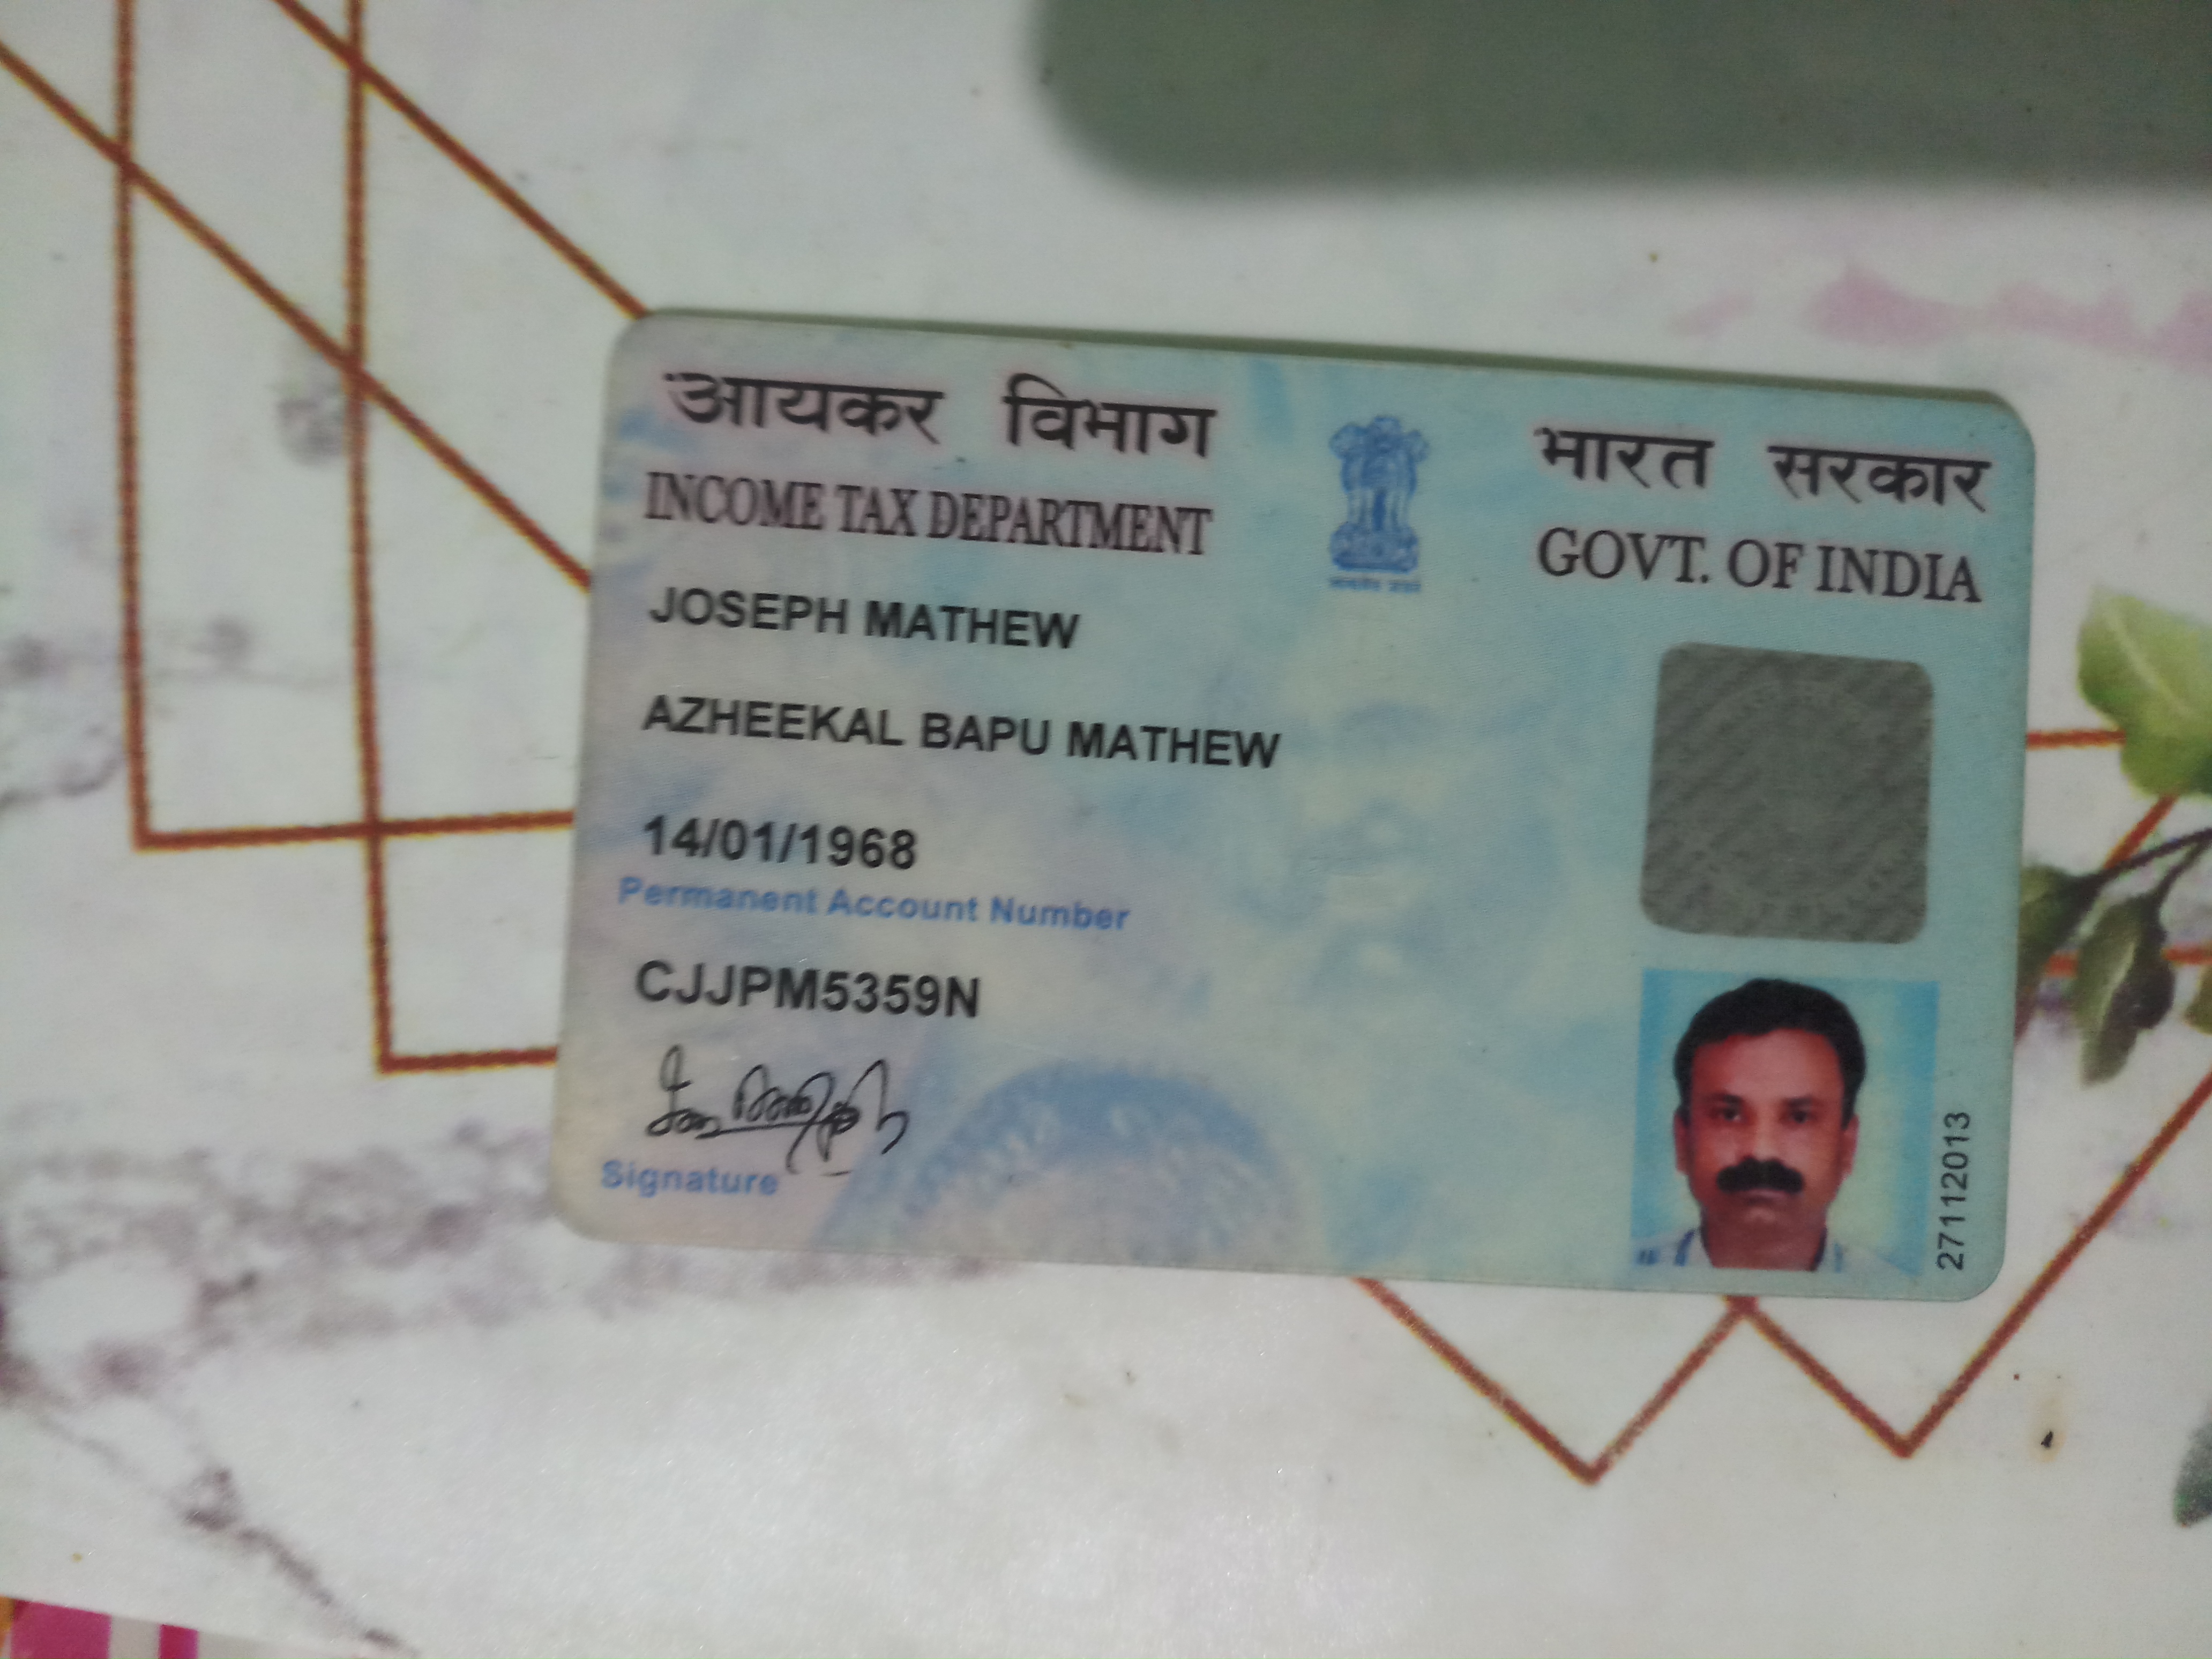 आयकर विभाग
INCOME TAX DEPARTMENT
भारत सरकार
GOVT. OF INDIA
JOSEPH MATHEW
AZHEEKAL BAPU MATHEW
14/01/1968
Permanent Account Number
CJJPM5359N
Signature
27112013